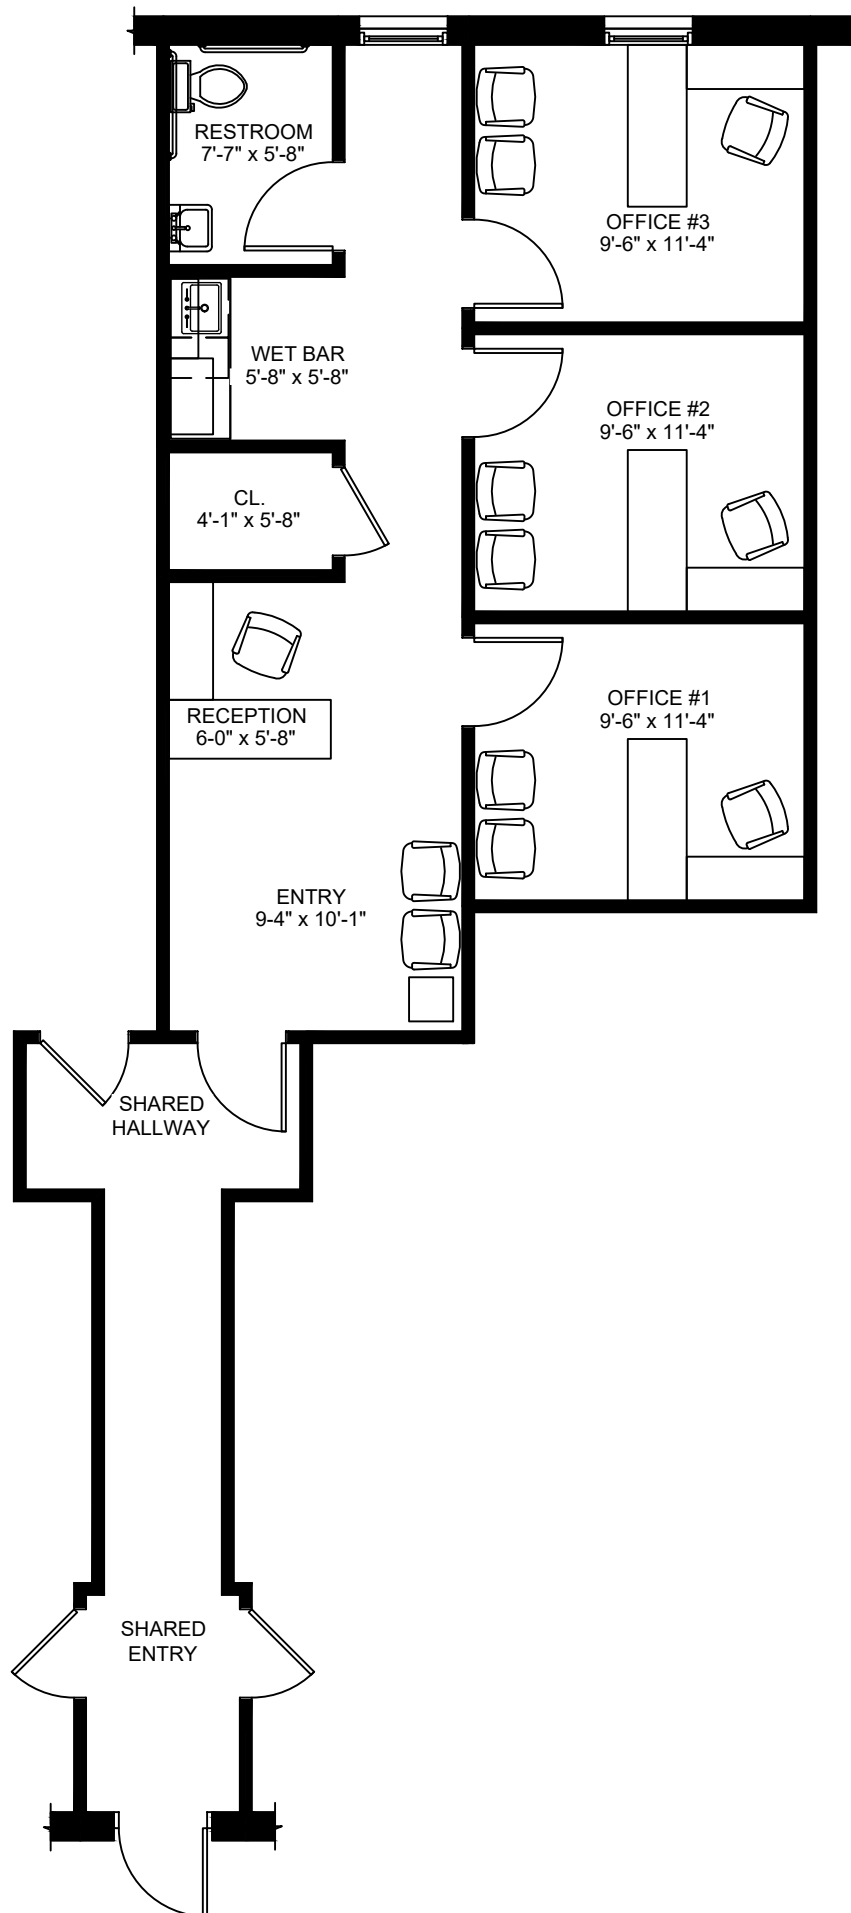 RESTROOM
7'-7" x 5'-8"
OFFICE #3
9'-6" x 11'-4"
WET BAR
5'-8" x 5'-8"
OFFICE #2
9'-6" x 11'-4"
CL.
4'-1" x 5'-8"
OFFICE #1
9'-6" x 11'-4"
RECEPTION
6-0" x 5'-8"
ENTRY
9-4" x 10'-1"
SHARED
HALLWAY
SHARED
ENTRY